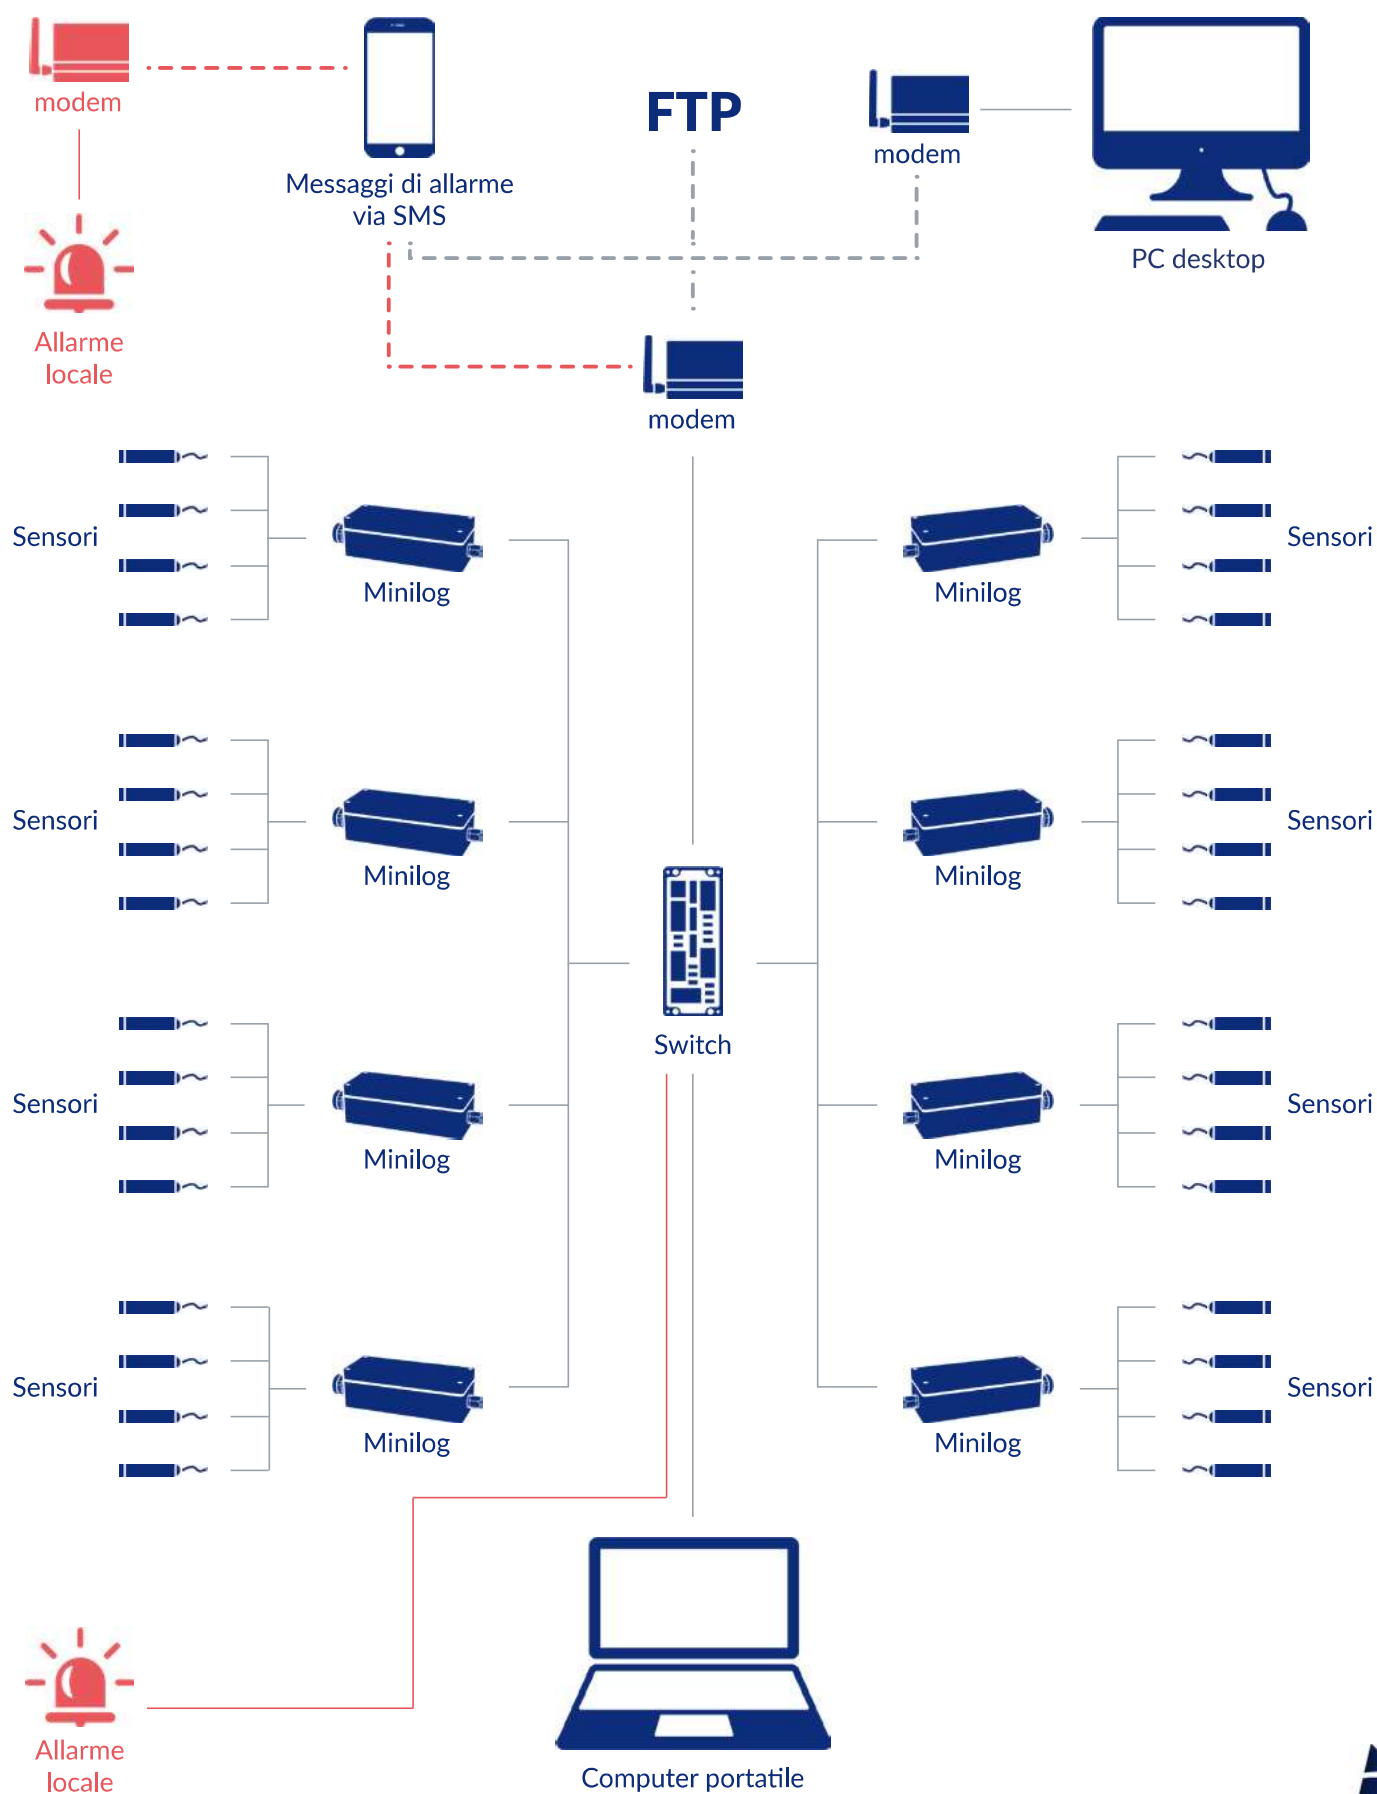 modem
Messaggi di allarme
via SMS
FTP
modem
PC desktop
Allarme
locale
modem
Sensori
Minilog
Minilog
Sensori
Sensori
Minilog
Minilog
Sensori
Switch
Sensori
Minilog
Minilog
Sensori
Sensori
Minilog
Minilog
Sensori
Allarme
locale
Computer portatile